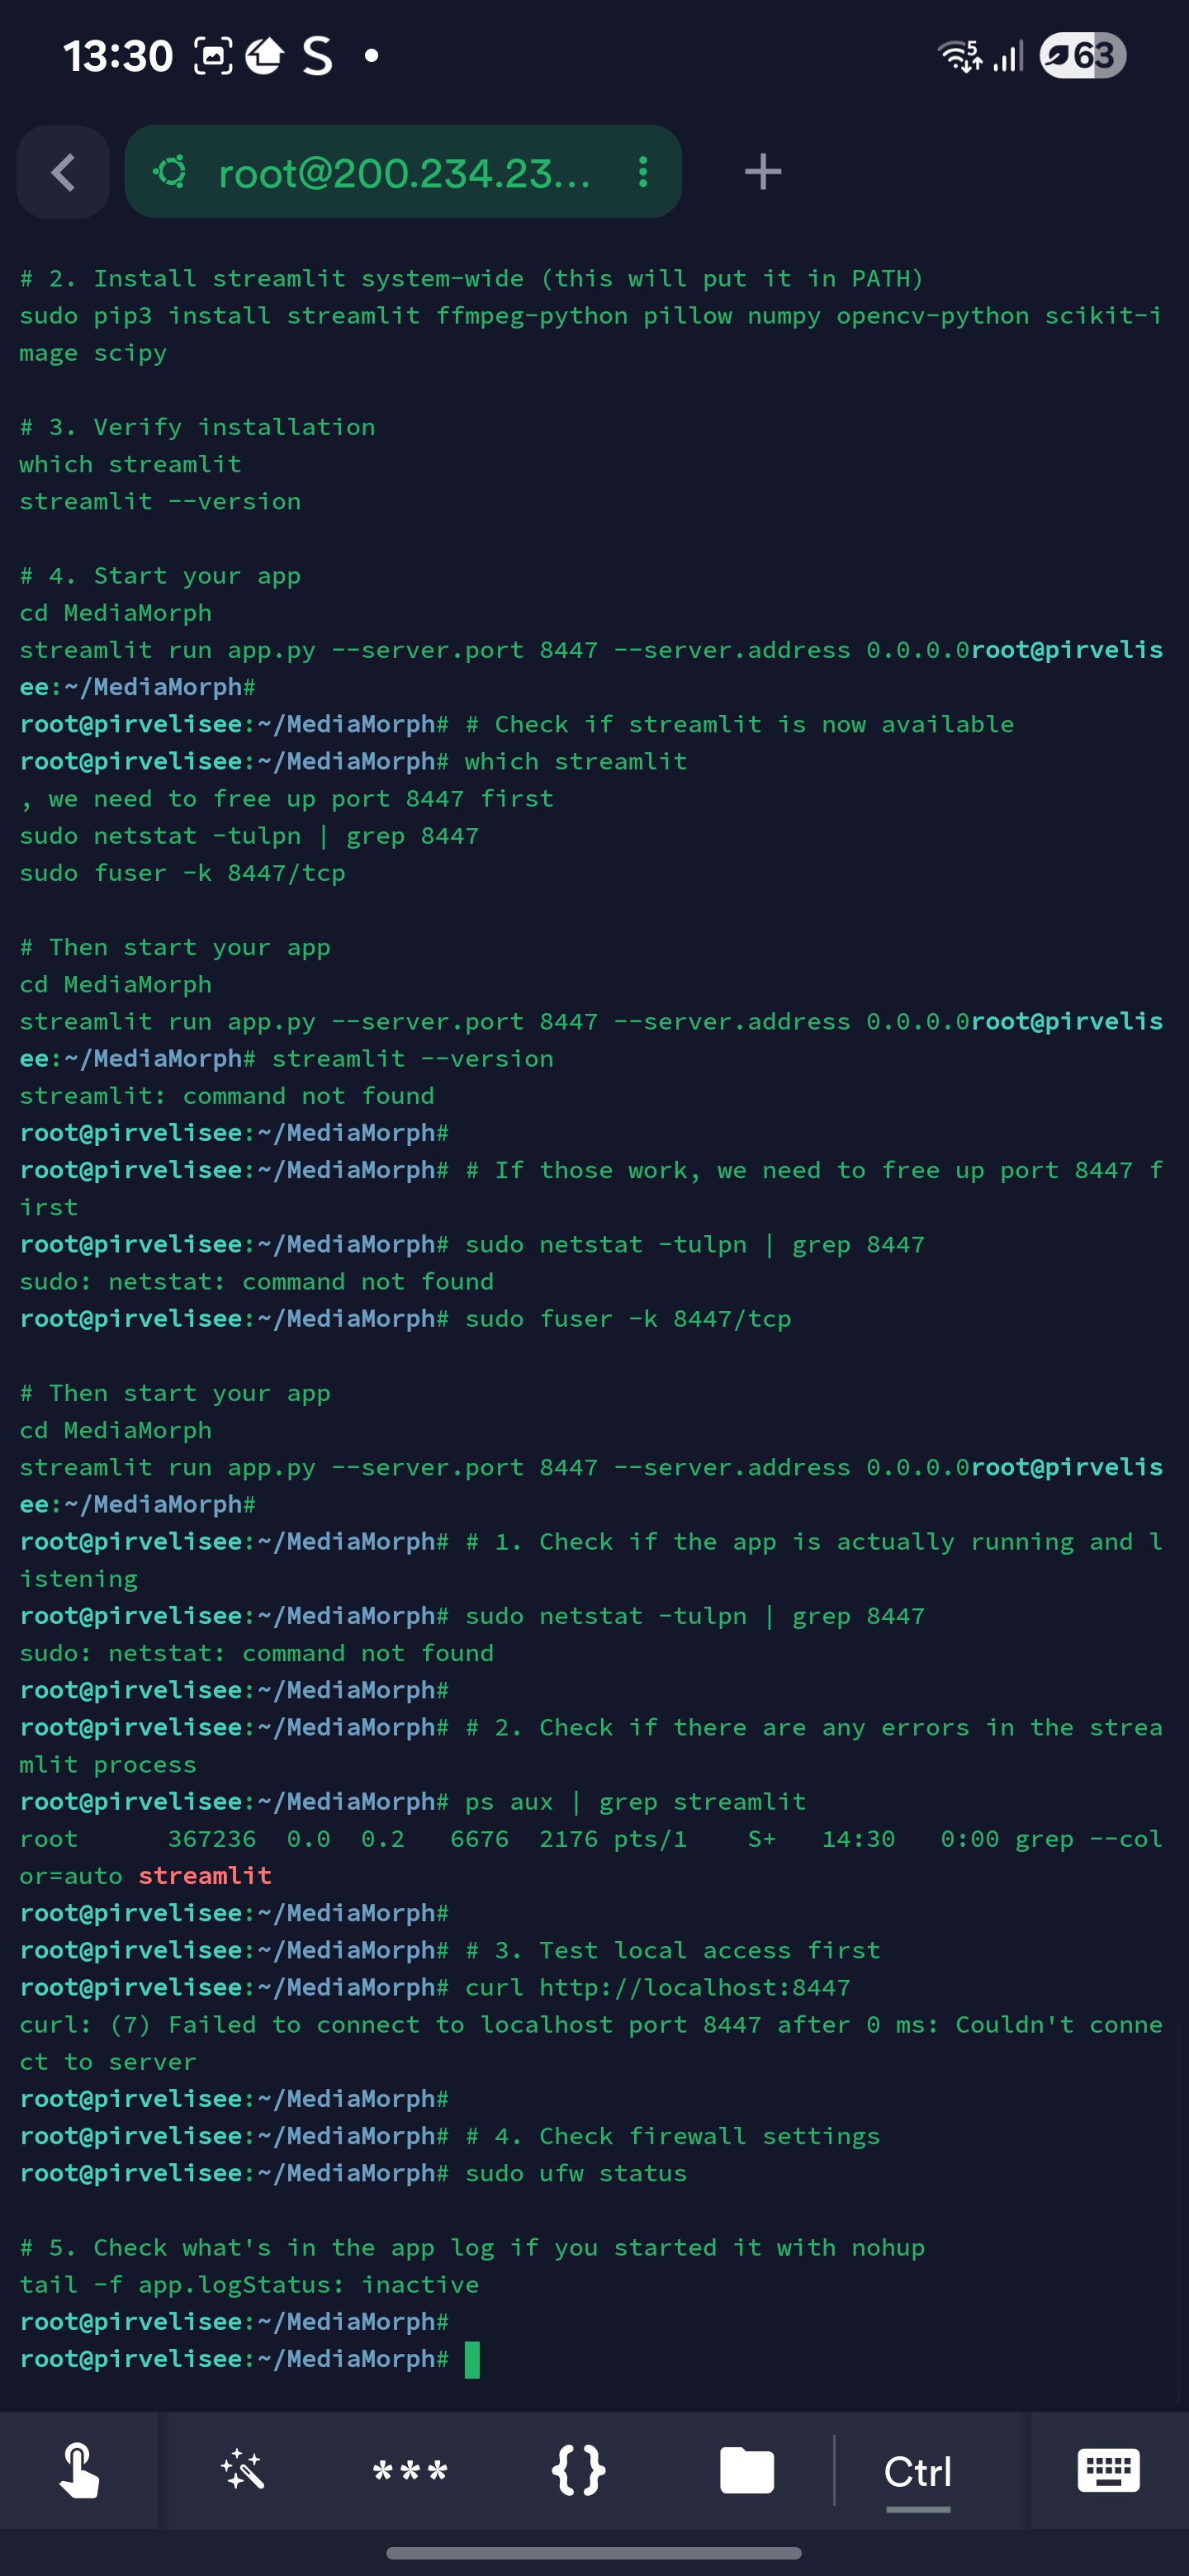 13:30 S 5 63
root@200.234.23... +
# 2. Install streamlit system-wide (this will put it in PATH)
sudo pip3 install streamlit ffmpeg-python pillow numpy opencv-python scikit-i
mage scipy
# 3. Verify installation
which streamlit
streamlit --version
# 4. Start your app
cd MediaMorph
streamlit run app.py --server.port 8447 --server.address 0.0.0.0root@pirvelis
ee:~/MediaMorph#
root@pirvelisee:~/MediaMorph# # Check if streamlit is now available
root@pirvelisee:~/MediaMorph# which streamlit
, we need to free up port 8447 first
sudo netstat -tulpn | grep 8447
sudo fuser -k 8447/tcp
# Then start your app
cd MediaMorph
streamlit run app.py --server.port 8447 --server.address 0.0.0.0root@pirvelis
ee:~/MediaMorph# streamlit --version
streamlit: command not found
root@pirvelisee:~/MediaMorph#
root@pirvelisee:~/MediaMorph# # If those work, we need to free up port 8447 f
irst
root@pirvelisee:~/MediaMorph# sudo netstat -tulpn | grep 8447
sudo: netstat: command not found
root@pirvelisee:~/MediaMorph# sudo fuser -k 8447/tcp
# Then start your app
cd MediaMorph
streamlit run app.py --server.port 8447 --server.address 0.0.0.0root@pirvelis
ee:~/MediaMorph#
root@pirvelisee:~/MediaMorph# # 1. Check if the app is actually running and l
istening
root@pirvelisee:~/MediaMorph# sudo netstat -tulpn | grep 8447
sudo: netstat: command not found
root@pirvelisee:~/MediaMorph#
root@pirvelisee:~/MediaMorph# # 2. Check if there are any errors in the strea
mlit process
root@pirvelisee:~/MediaMorph# ps aux | grep streamlit
root      367236  0.0  0.2   6676  2176 pts/1    S+   14:30   0:00 grep --col
or=auto streamlit
root@pirvelisee:~/MediaMorph#
root@pirvelisee:~/MediaMorph# # 3. Test local access first
root@pirvelisee:~/MediaMorph# curl http://localhost:8447
curl: (7) Failed to connect to localhost port 8447 after 0 ms: Couldn't conne
ct to server
root@pirvelisee:~/MediaMorph#
root@pirvelisee:~/MediaMorph# # 4. Check firewall settings
root@pirvelisee:~/MediaMorph# sudo ufw status
# 5. Check what's in the app log if you started it with nohup
tail -f app.logStatus: inactive
root@pirvelisee:~/MediaMorph#
root@pirvelisee:~/MediaMorph#
*** {} Ctrl